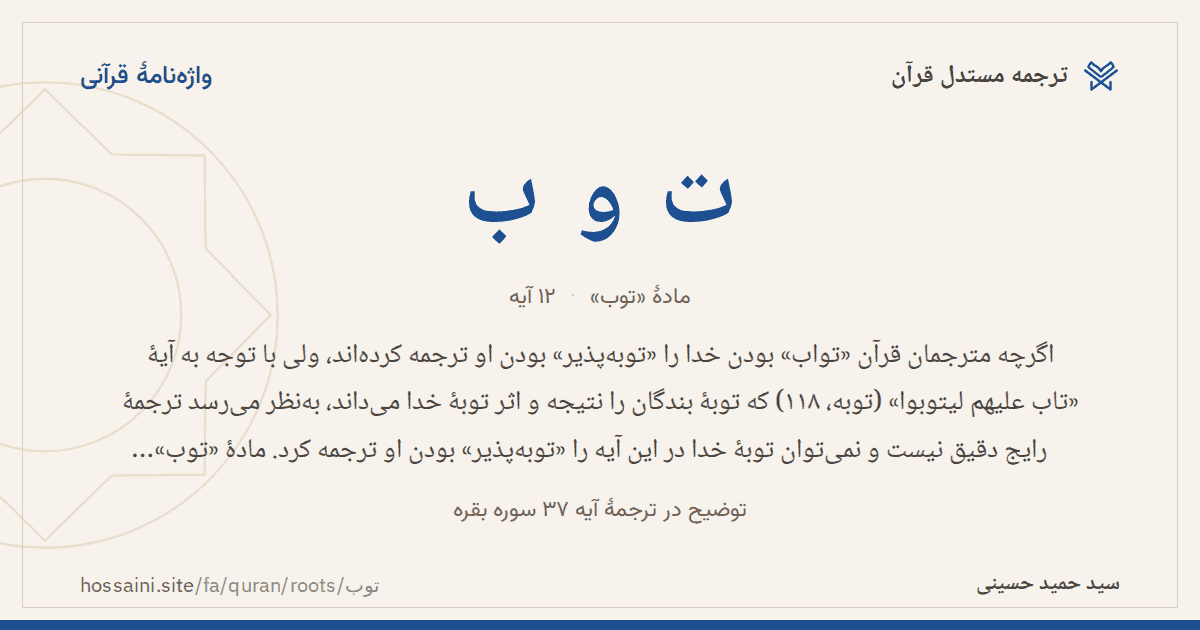 ترجمه مستدل قرآن
واژه‌نامهٔ قرآنی
ت و ب
مادهٔ «توب» · ۱۲ آیه
اگرچه مترجمان قرآن «تواب» بودن خدا را «توبه‌پذیر» بودن او ترجمه کرده‌اند، ولی با توجه به آیهٔ
«تاب علیهم لیتوبوا» (توبه، ۱۱۸) که توبهٔ بندگان را نتیجه و اثر توبهٔ خدا می‌داند، به‌نظر می‌رسد ترجمهٔ
رایج دقیق نیست و نمی‌توان توبهٔ خدا در این آیه را «توبه‌پذیر» بودن او ترجمه کرد. مادهٔ «توب»…
توضیح در ترجمهٔ آیه ۳۷ سوره بقره
سید حمید حسینی
hossaini.site/fa/quran/roots/توب